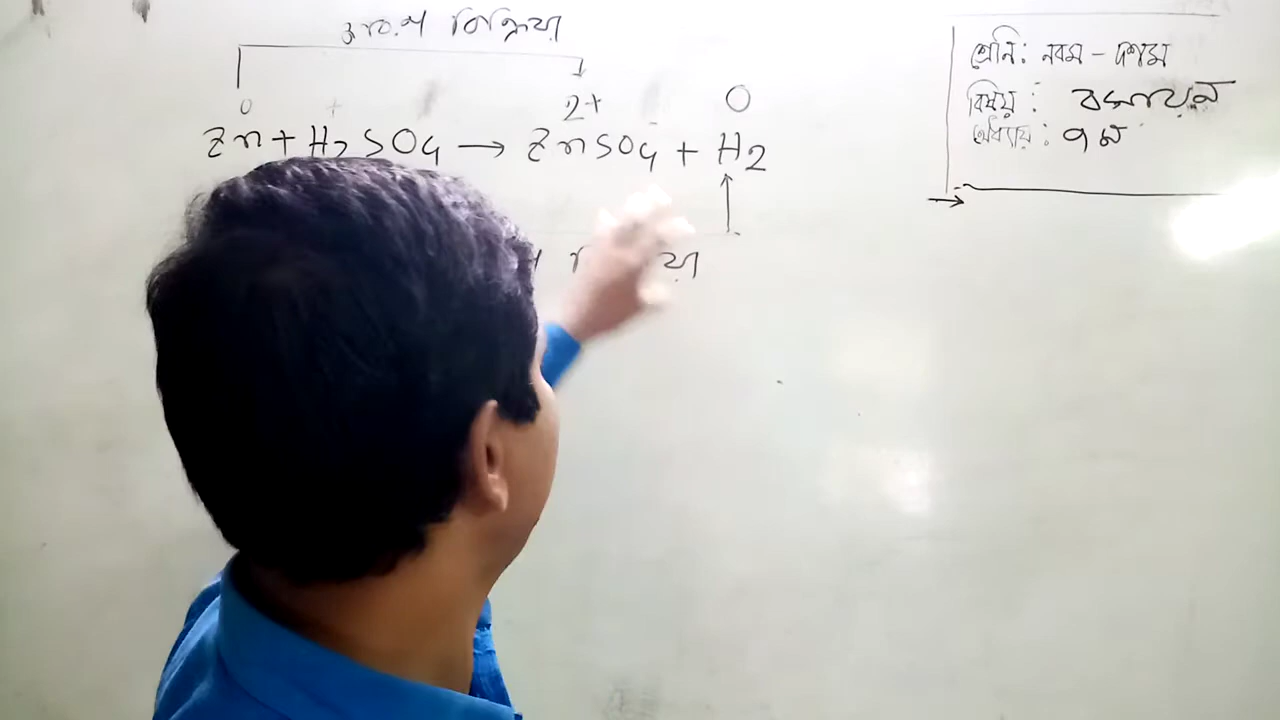 জারণ বিক্রিয়া
0 + 2+ 0
Zn + H2SO4 → ZnSO4 + H2
শ্রেনি: নবম - দশম
বিষয়: রসায়ন
অধ্যায়: ৭ম